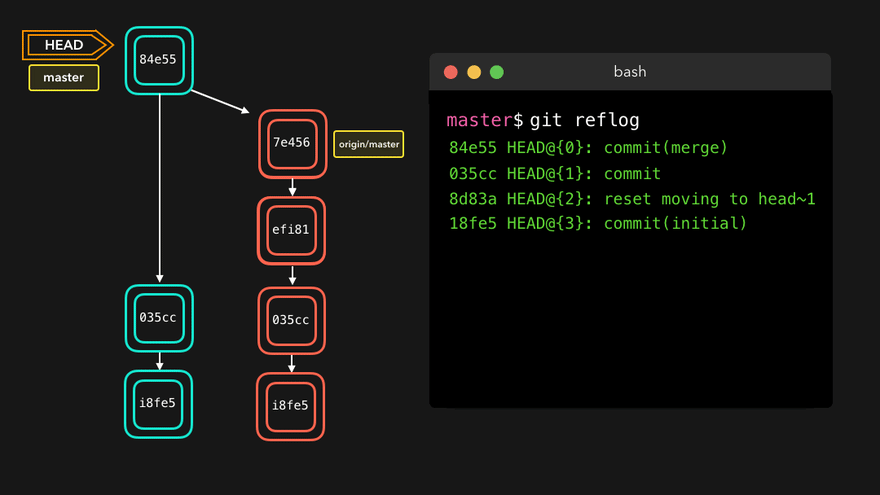 HEAD
master
84e55
7e456
origin/master
efi81
035cc
035cc
i8fe5
i8fe5
bash
master$ git reflog
84e55 HEAD@{0}: commit(merge)
035cc HEAD@{1}: commit
8d83a HEAD@{2}: reset moving to head~1
18fe5 HEAD@{3}: commit(initial)